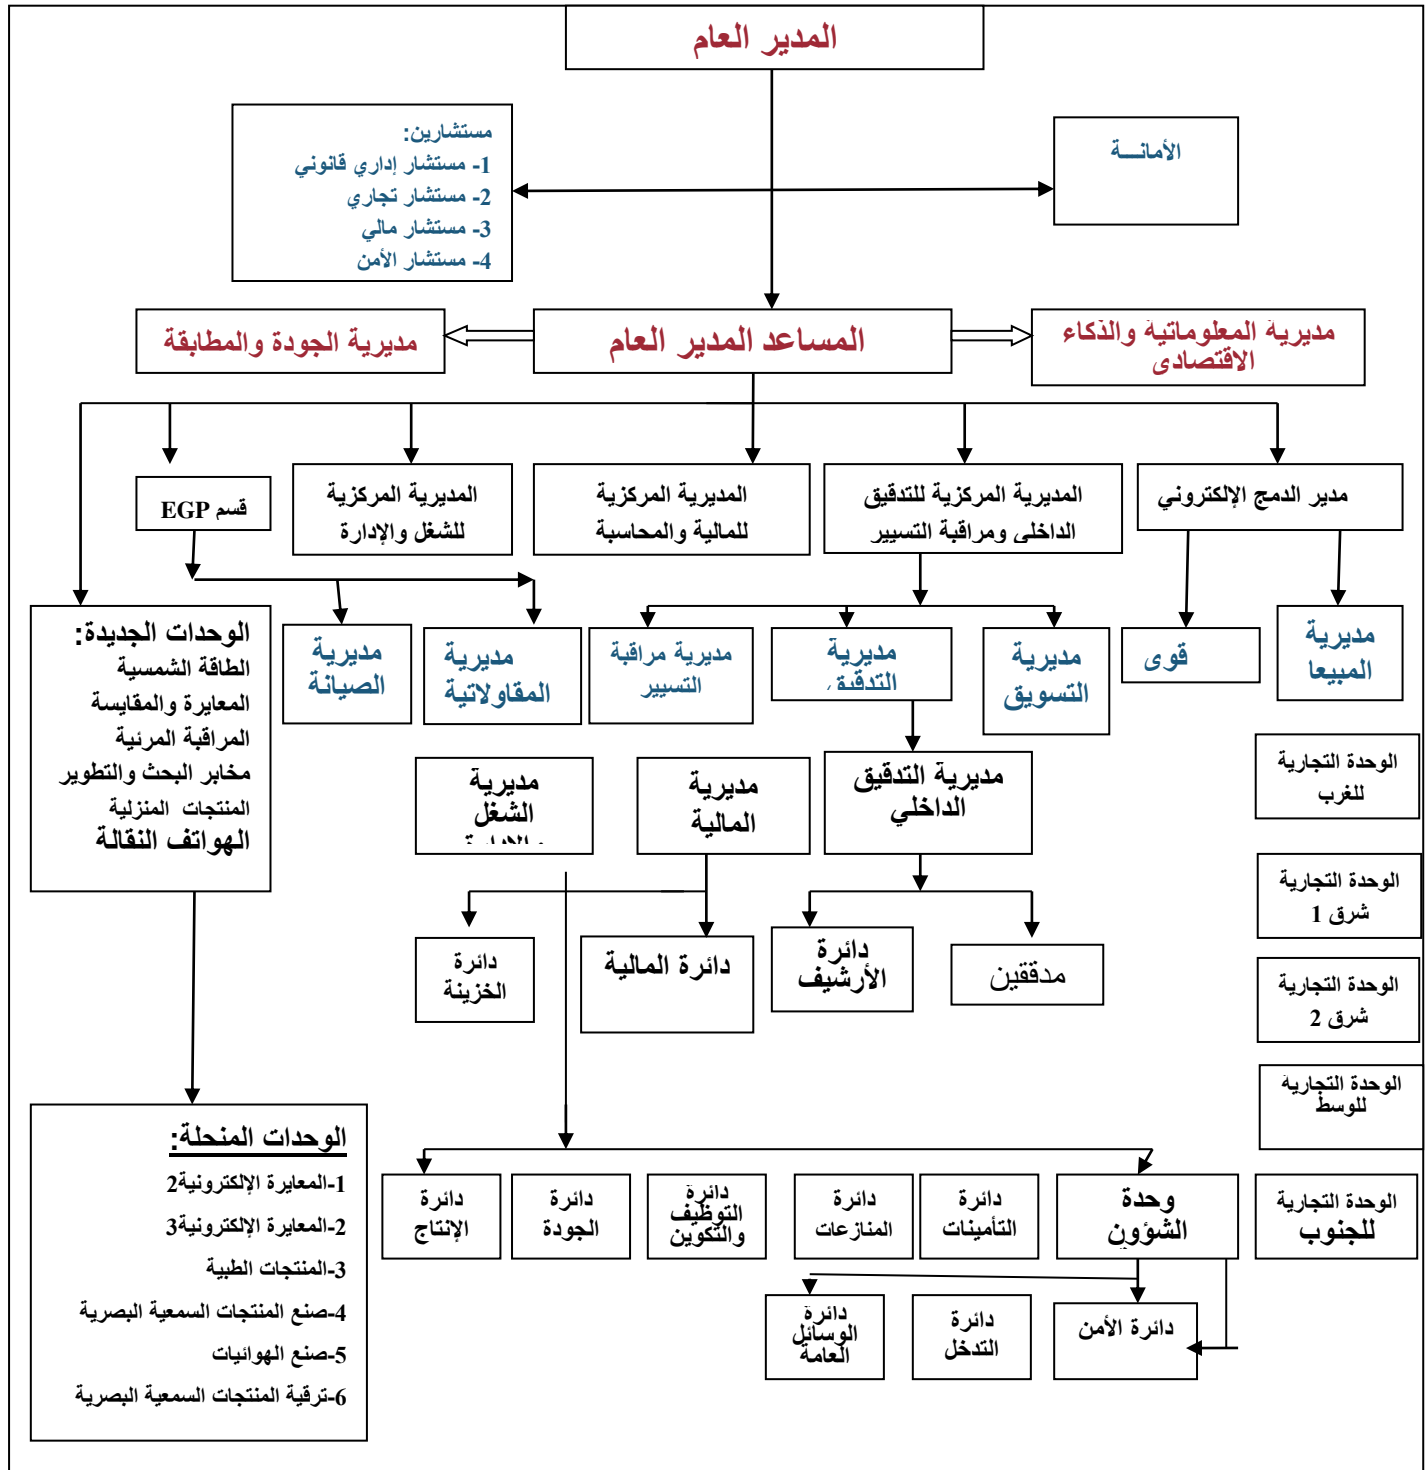 المدير العام
الأمانـــة
مستشارين:
1- مستشار إداري قانوني
2- مستشار تجاري
3- مستشار مالي
4- مستشار الأمن
مديرية المعلوماتية والذكاء
الاقتصادي
المساعد المدير العام
مديرية الجودة والمطابقة
مدير الدمج الإلكتروني
المديرية المركزية للتدقيق
الداخلي ومراقبة التسيير
المديرية المركزية
للمالية والمحاسبة
المديرية المركزية
للشغل والإدارة
قسم EGP
مديرية
المبيعا
قوى
مديرية
التسويق
مديرية
التدقيق
مديرية مراقبة
التسيير
مديرية
المقاولاتية
مديرية
الصيانة
الوحدات الجديدة:
الطاقة الشمسية
المعايرة والمقايسة
المراقبة المرئية
مخابر البحث والتطوير
المنتجات المنزلية
الهواتف النقالة
الوحدة التجارية
للغرب
مديرية التدقيق
الداخلي
مديرية
المالية
مديرية
الشغل
والإدارة
الوحدة التجارية
شرق 1
مدققين
دائرة
الأرشيف
دائرة المالية
دائرة
الخزينة
الوحدة التجارية
شرق 2
الوحدة التجارية
للوسط
الوحدات المنحلة:
1-المعايرة الإلكترونية2
2-المعايرة الإلكترونية3
3-المنتجات الطبية
4-صنع المنتجات السمعية البصرية
5-صنع الهوائيات
6-ترقية المنتجات السمعية البصرية
الوحدة التجارية
للجنوب
وحدة
الشؤون
دائرة
التأمينات
دائرة
المنازعات
دائرة
التوظيف
والتكوين
دائرة
الجودة
دائرة
الإنتاج
دائرة الأمن
دائرة
التدخل
دائرة
الوسائل
العامة